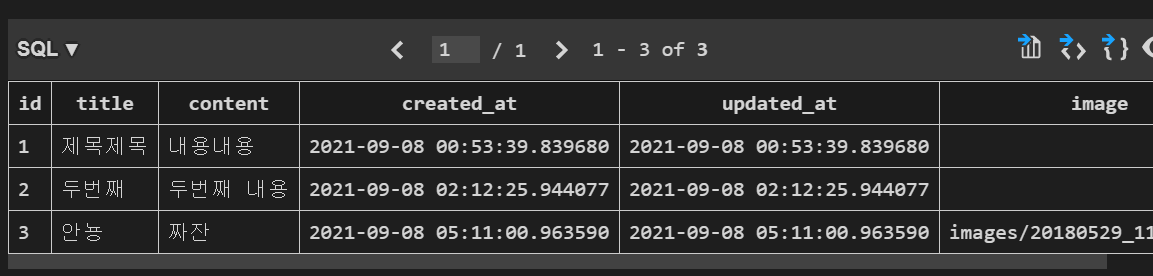 SQL ▼ 1 / 1 1 - 3 of 3
id title content created_at updated_at image
1 제목제목 내용내용 2021-09-08 00:53:39.839680 2021-09-08 00:53:39.839680
2 두번째 두번째 내용 2021-09-08 02:12:25.944077 2021-09-08 02:12:25.944077
3 안뇽 짜잔 2021-09-08 05:11:00.963590 2021-09-08 05:11:00.963590 images/20180529_11